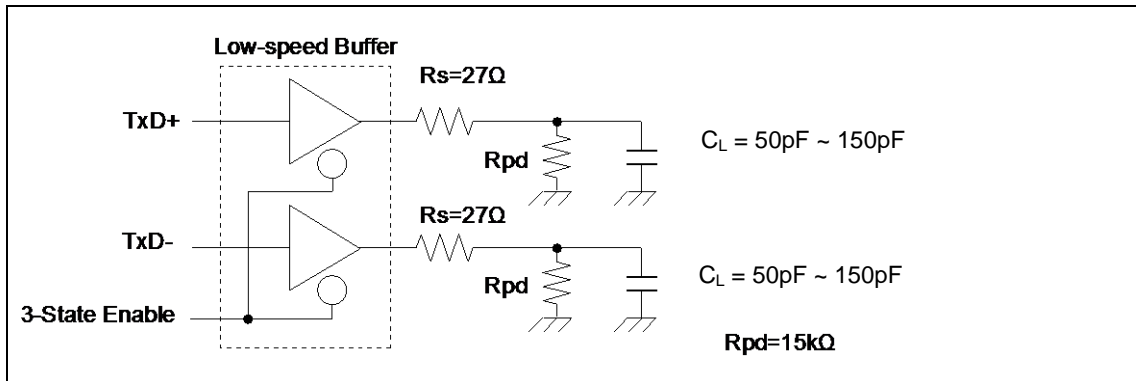 Low-speed Buffer
Rs=27Ω
TxD+
Rpd
C_L = 50pF ~ 150pF
Rs=27Ω
TxD-
Rpd
C_L = 50pF ~ 150pF
3-State Enable
Rpd=15kΩ